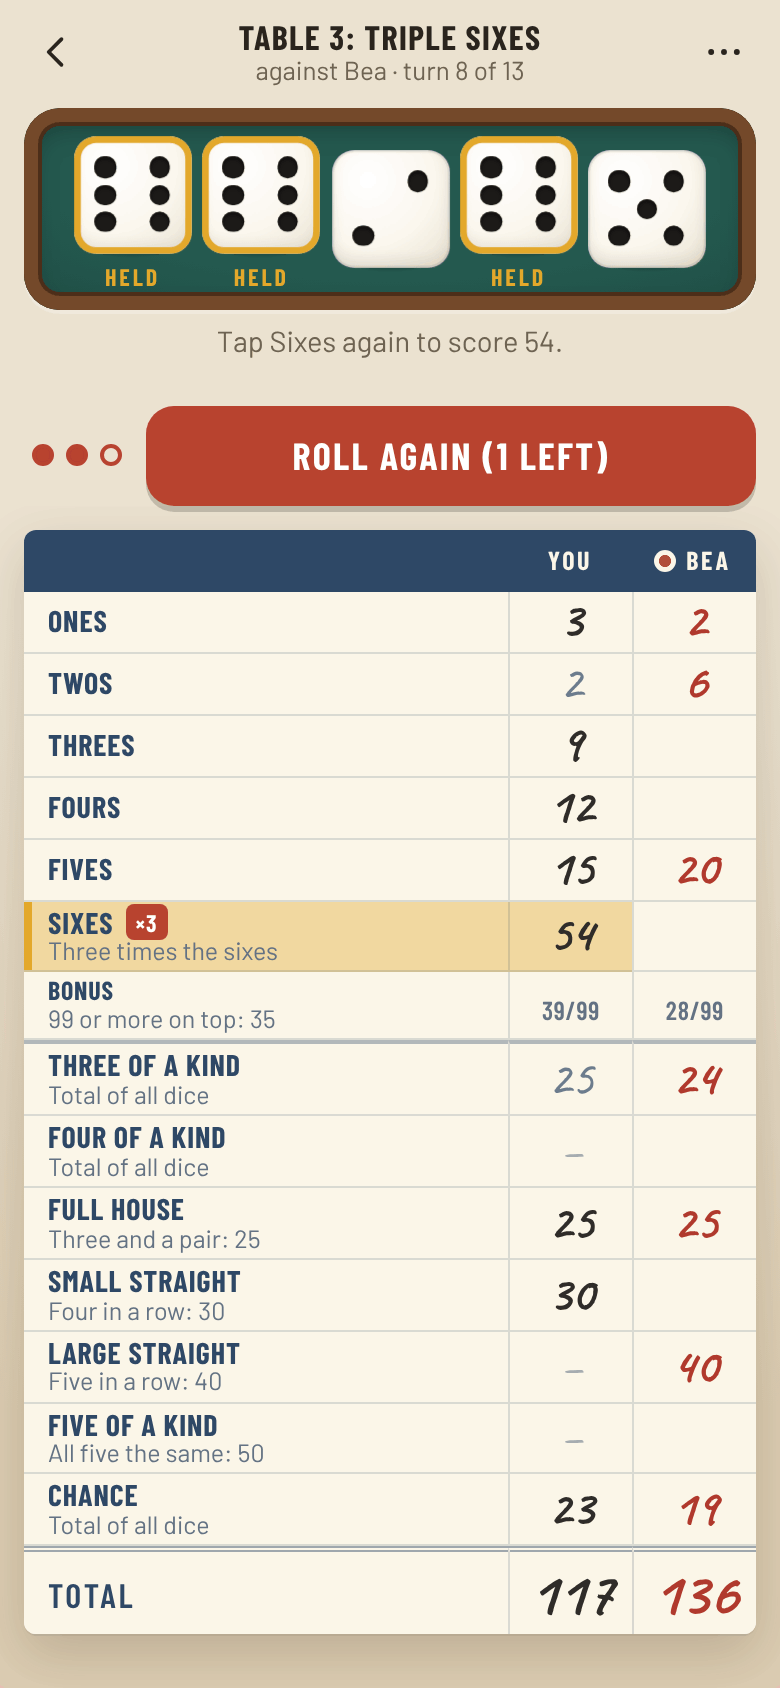 TABLE 3: TRIPLE SIXES
against Bea · turn 8 of 13
HELD HELD HELD
Tap Sixes again to score 54.
ROLL AGAIN (1 LEFT)
YOU BEA
ONES 3 2
TWOS 2 6
THREES 9
FOURS 12
FIVES 15 20
SIXES ×3 54
Three times the sixes
BONUS 39/99 28/99
99 or more on top: 35
THREE OF A KIND 25 24
Total of all dice
FOUR OF A KIND –
Total of all dice
FULL HOUSE 25 25
Three and a pair: 25
SMALL STRAIGHT 30
Four in a row: 30
LARGE STRAIGHT – 40
Five in a row: 40
FIVE OF A KIND –
All five the same: 50
CHANCE 23 19
Total of all dice
TOTAL 117 136